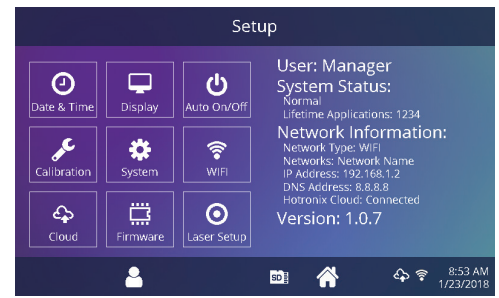 Setup
Date & Time
Display
Auto On/Off
Calibration
System
WIFI
Cloud
Firmware
Laser Setup
User: Manager
System Status:
Normal
Lifetime Applications: 1234
Network Information:
Network Type: WIFI
Networks: Network Name
IP Address: 192.168.1.2
DNS Address: 8.8.8.8
Hotronix Cloud: Connected
Version: 1.0.7
SD
8:53 AM
1/23/2018